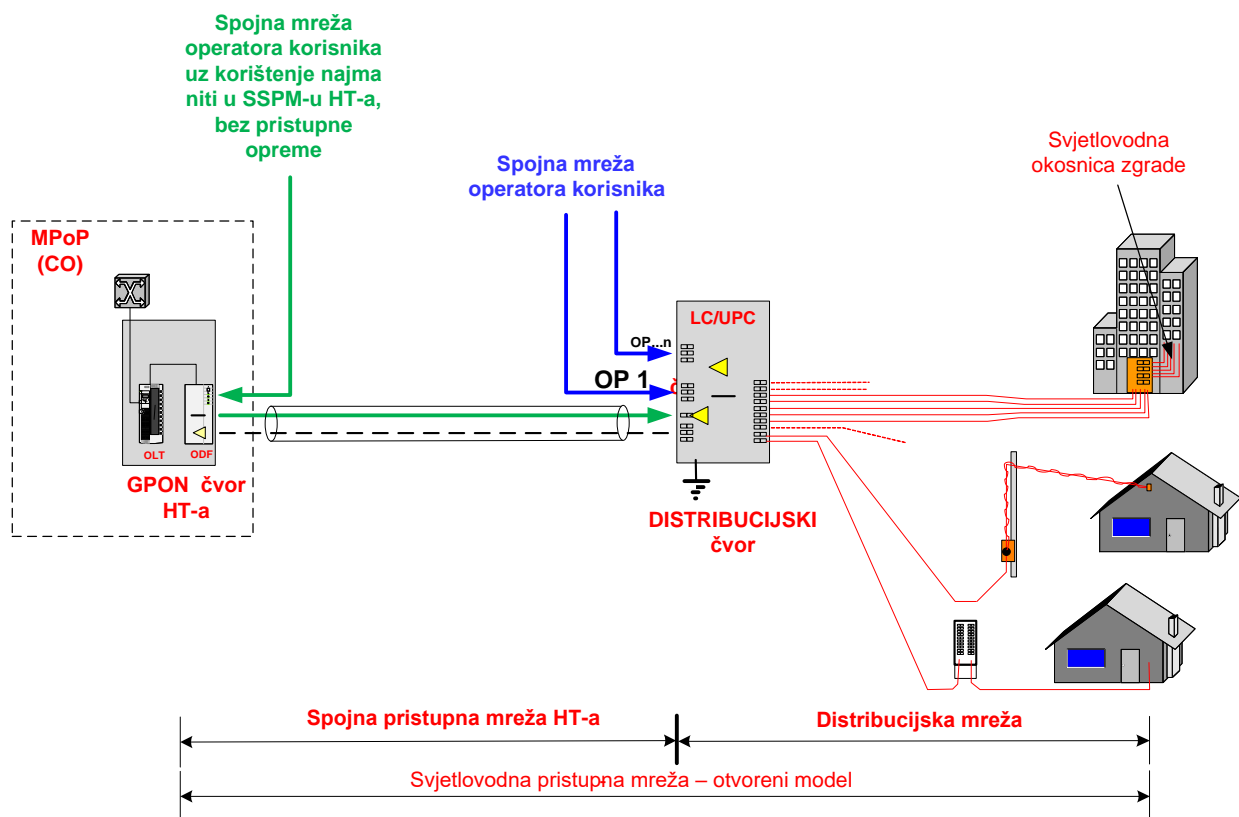 Spojna mreža
operatora korisnika
uz korištenje najma
niti u SSPM-u HT-a,
bez pristupne
opreme
Spojna mreža
operatora korisnika
Svjetlovodna
okosnica zgrade
MPoP
(CO)
LC/UPC
OP...n
OP 1
OLT
ODF
GPON čvor
HT-a
DISTRIBUCIJSKI
čvor
Spojna pristupna mreža HT-a
Distribucijska mreža
Svjetlovodna pristupna mreža – otvoreni model